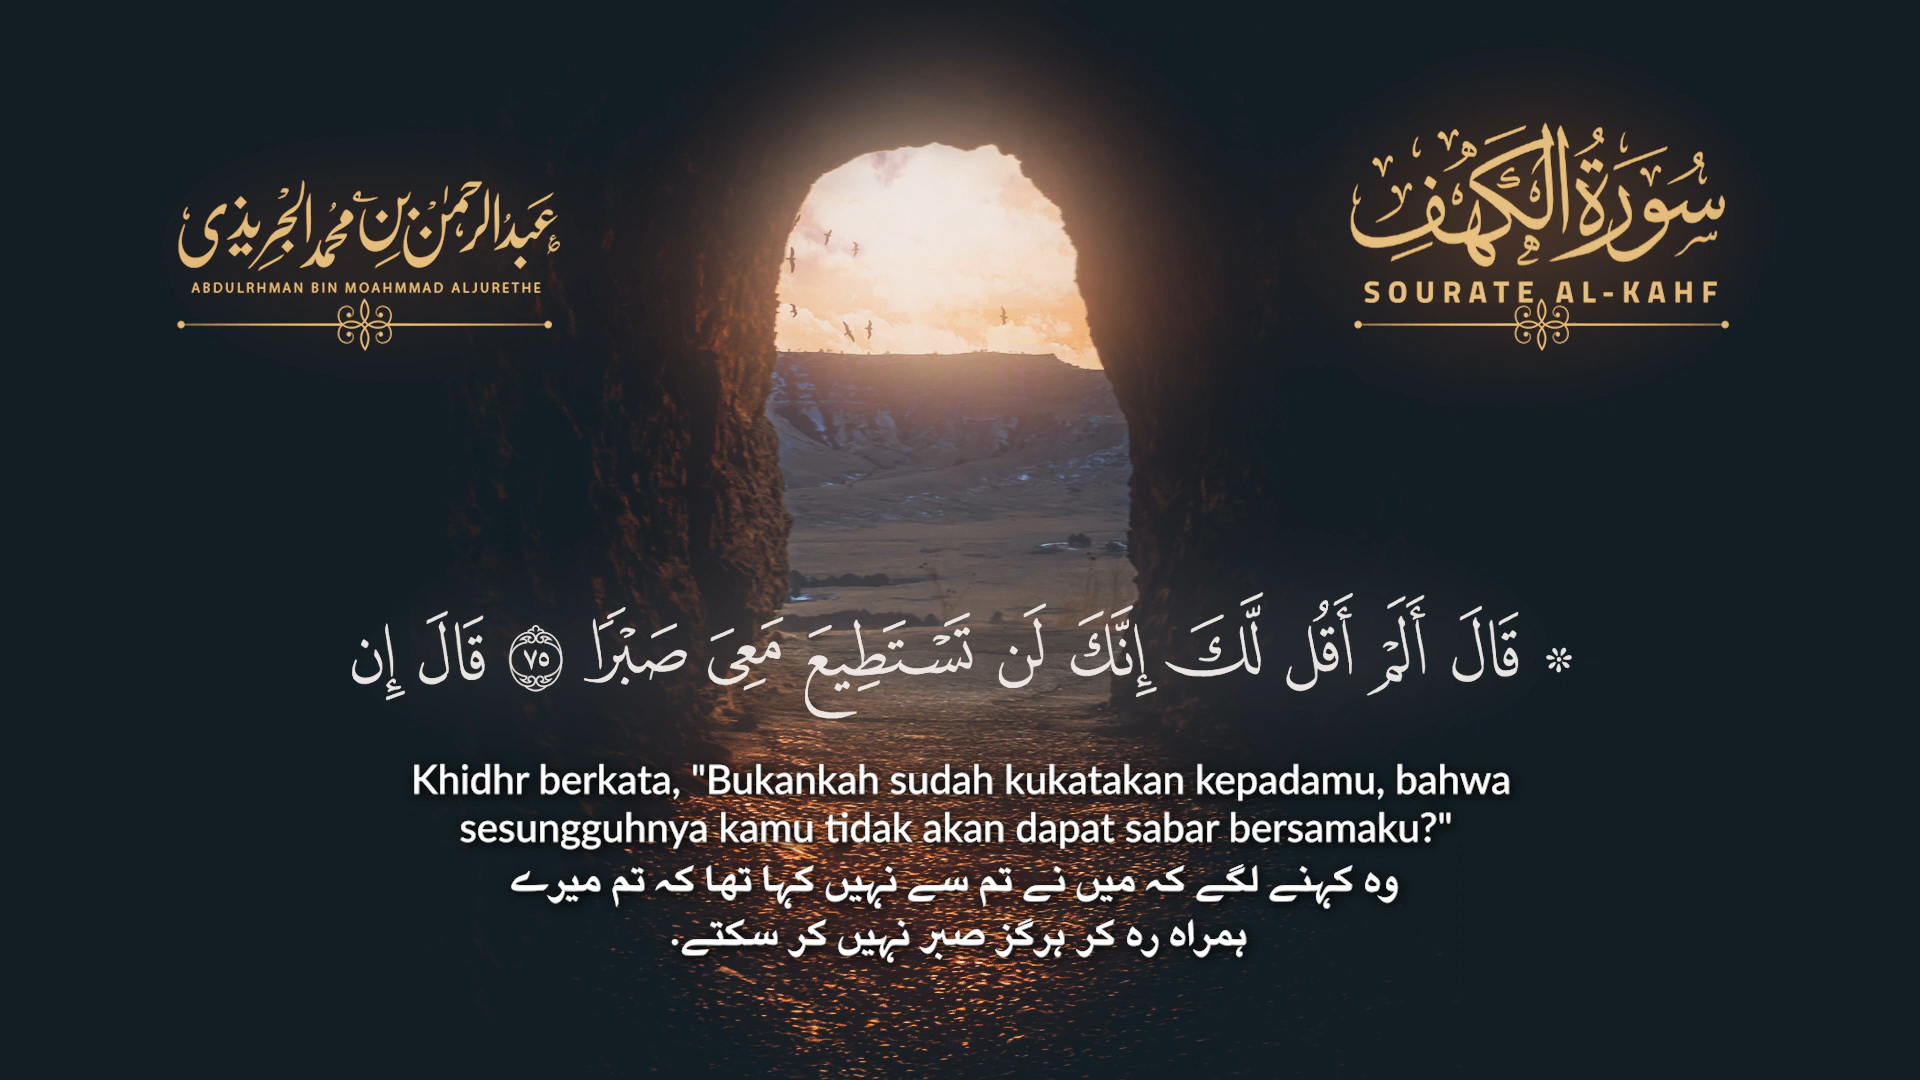 عبد الرحمن بن محمد الجريذي
ABDULRHMAN BIN MOAHMMAD ALJURETHE
سُورَةُ الكَهْفِ
SOURATE AL-KAHF
۞ قَالَ أَلَمْ أَقُل لَّكَ إِنَّكَ لَن تَسْتَطِيعَ مَعِىَ صَبْرًا ٧٥ قَالَ إِن
Khidhr berkata, "Bukankah sudah kukatakan kepadamu, bahwa
sesungguhnya kamu tidak akan dapat sabar bersamaku?"
وہ کہنے لگے کہ میں نے تم سے نہیں کہا تھا کہ تم میرے
ہمراہ رہ کر ہرگز صبر نہیں کر سکتے.